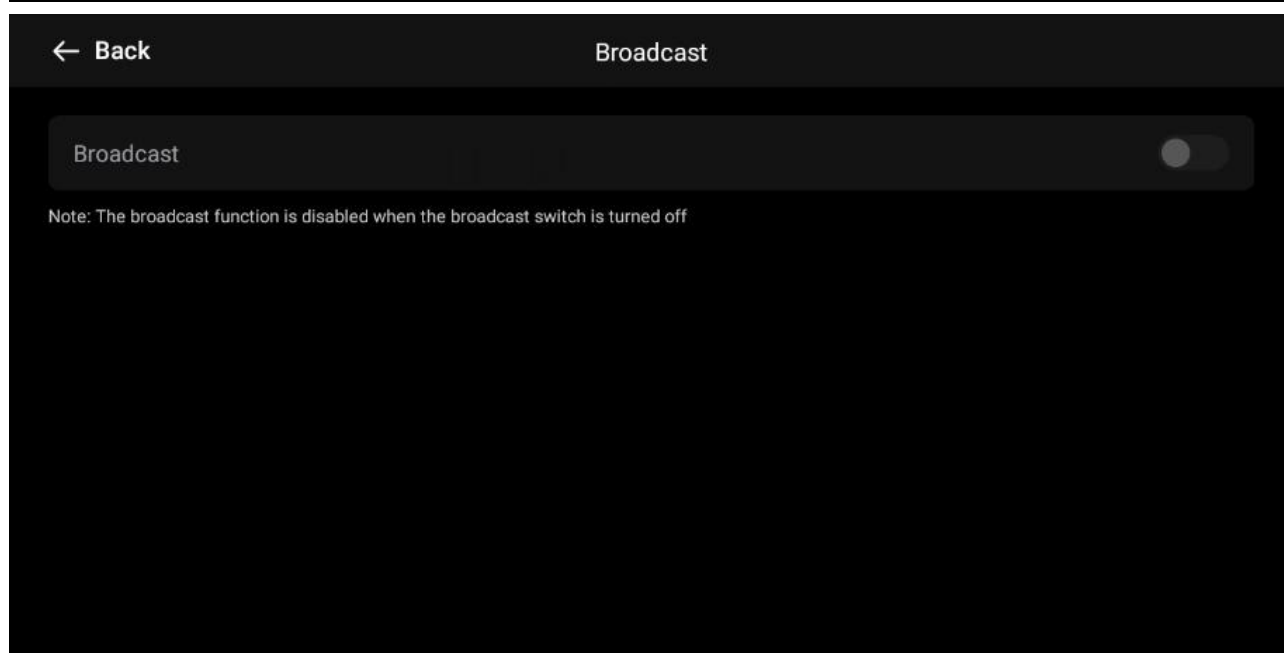 ← Back
Broadcast
Broadcast
Note: The broadcast function is disabled when the broadcast switch is turned off